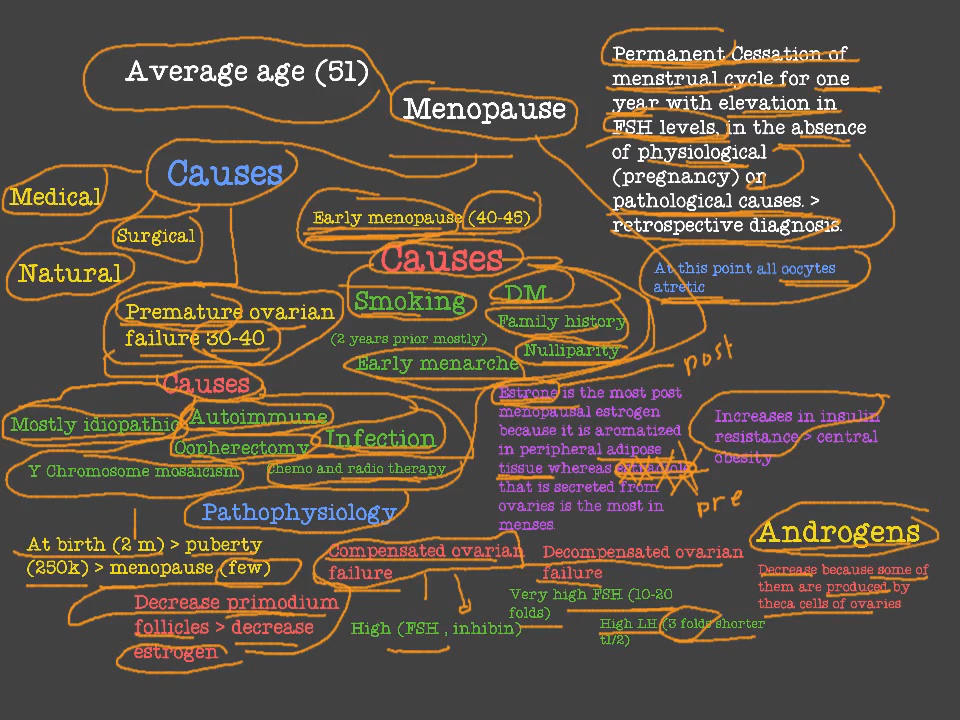 Average age (51)
Menopause
Permanent Cessation of
menstrual cycle for one
year with elevation in
FSH levels, in the absence
of physiological
(pregnancy) or
pathological causes. >
retrospective diagnosis.
At this point all oocytes
atretic
Causes
Medical
Surgical
Natural
Premature ovarian
failure 30-40
Causes
Mostly idiopathic
Autoimmune
Oopherectomy
Infection
Y Chromosome mosaicism
Chemo and radio therapy
Early menopause (40-45)
Causes
Smoking
(2 years prior mostly)
DM
Family history
Nulliparity
Early menarche
post
Estrone is the most post
menopausal estrogen
because it is aromatized
in peripheral adipose
tissue whereas estradiole
that is secreted from
ovaries is the most in
menses.
pre
Increases in insulin
resistance > central
obesity
Pathophysiology
At birth (2 m) > puberty
(250k) > menopause (few)
Decrease primodium
follicles > decrease
estrogen
Compensated ovarian
failure
High (FSH , inhibin)
Decompensated ovarian
failure
Very high FSH (10-20
folds)
High LH (3 folds shorter
t1/2)
Androgens
Decrease because some of
them are produced by
theca cells of ovaries